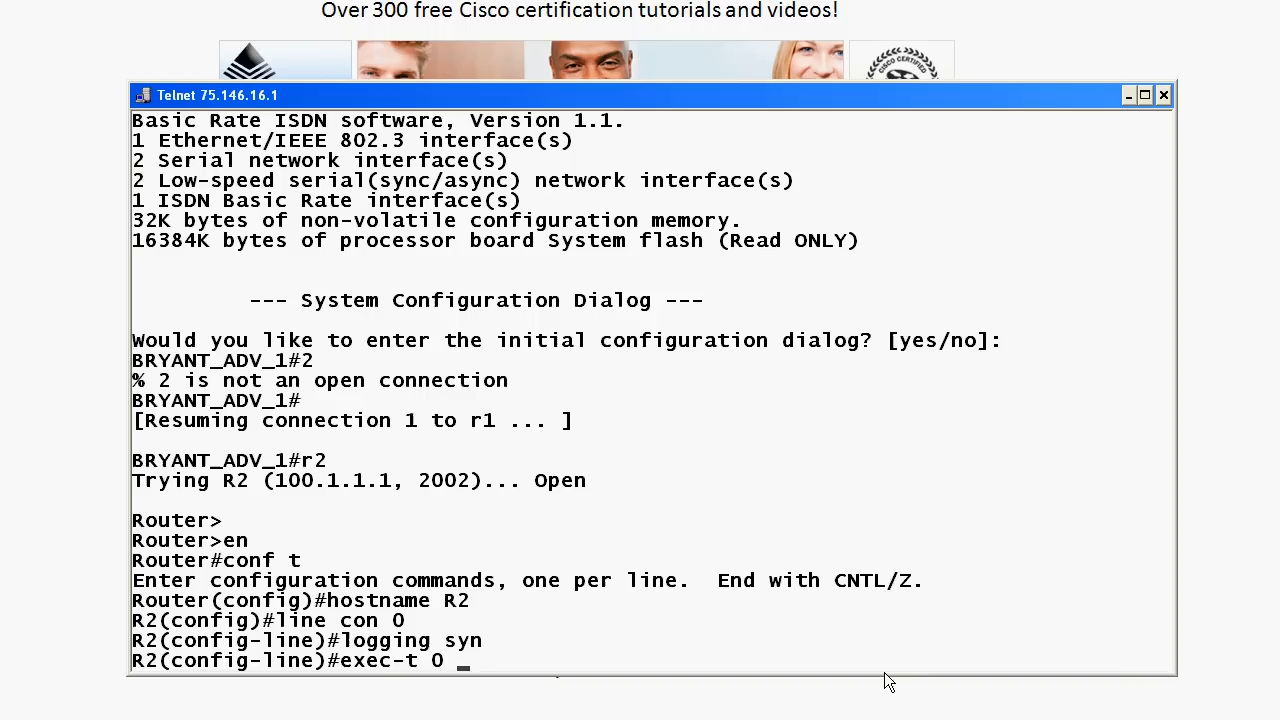 Over 300 free Cisco certification tutorials and videos!
CISCO CERTIFIED
Telnet 75.146.16.1
Basic Rate ISDN software, Version 1.1.
1 Ethernet/IEEE 802.3 interface(s)
2 Serial network interface(s)
2 Low-speed serial(sync/async) network interface(s)
1 ISDN Basic Rate interface(s)
32K bytes of non-volatile configuration memory.
16384K bytes of processor board System flash (Read ONLY)
--- System Configuration Dialog ---
Would you like to enter the initial configuration dialog? [yes/no]:
BRYANT_ADV_1#2
% 2 is not an open connection
BRYANT_ADV_1#
[Resuming connection 1 to r1 ... ]
BRYANT_ADV_1#r2
Trying R2 (100.1.1.1, 2002)... Open
Router>
Router>en
Router#conf t
Enter configuration commands, one per line.  End with CNTL/Z.
Router(config)#hostname R2
R2(config)#line con 0
R2(config-line)#logging syn
R2(config-line)#exec-t 0